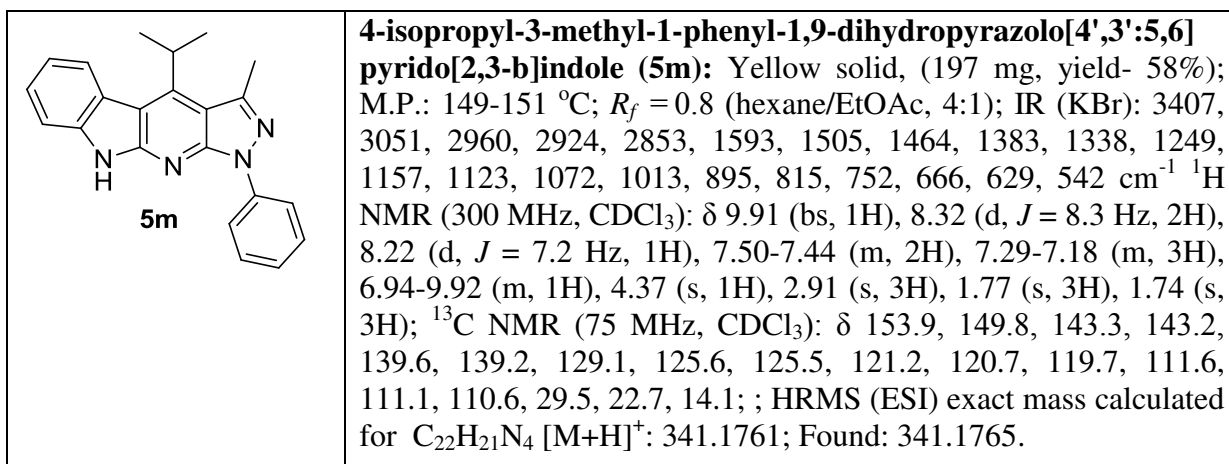 N
N
H
N
N
5m
4-isopropyl-3-methyl-1-phenyl-1,9-dihydropyrazolo[4',3':5,6]
pyrido[2,3-b]indole (5m): Yellow solid, (197 mg, yield- 58%);
M.P.: 149-151 °C; Rf = 0.8 (hexane/EtOAc, 4:1); IR (KBr): 3407,
3051, 2960, 2924, 2853, 1593, 1505, 1464, 1383, 1338, 1249,
1157, 1123, 1072, 1013, 895, 815, 752, 666, 629, 542 cm-1 1H
NMR (300 MHz, CDCl3): δ 9.91 (bs, 1H), 8.32 (d, J = 8.3 Hz, 2H),
8.22 (d, J = 7.2 Hz, 1H), 7.50-7.44 (m, 2H), 7.29-7.18 (m, 3H),
6.94-9.92 (m, 1H), 4.37 (s, 1H), 2.91 (s, 3H), 1.77 (s, 3H), 1.74 (s,
3H); 13C NMR (75 MHz, CDCl3): δ 153.9, 149.8, 143.3, 143.2,
139.6, 139.2, 129.1, 125.6, 125.5, 121.2, 120.7, 119.7, 111.6,
111.1, 110.6, 29.5, 22.7, 14.1; ; HRMS (ESI) exact mass calculated
for C22H21N4 [M+H]+: 341.1761; Found: 341.1765.